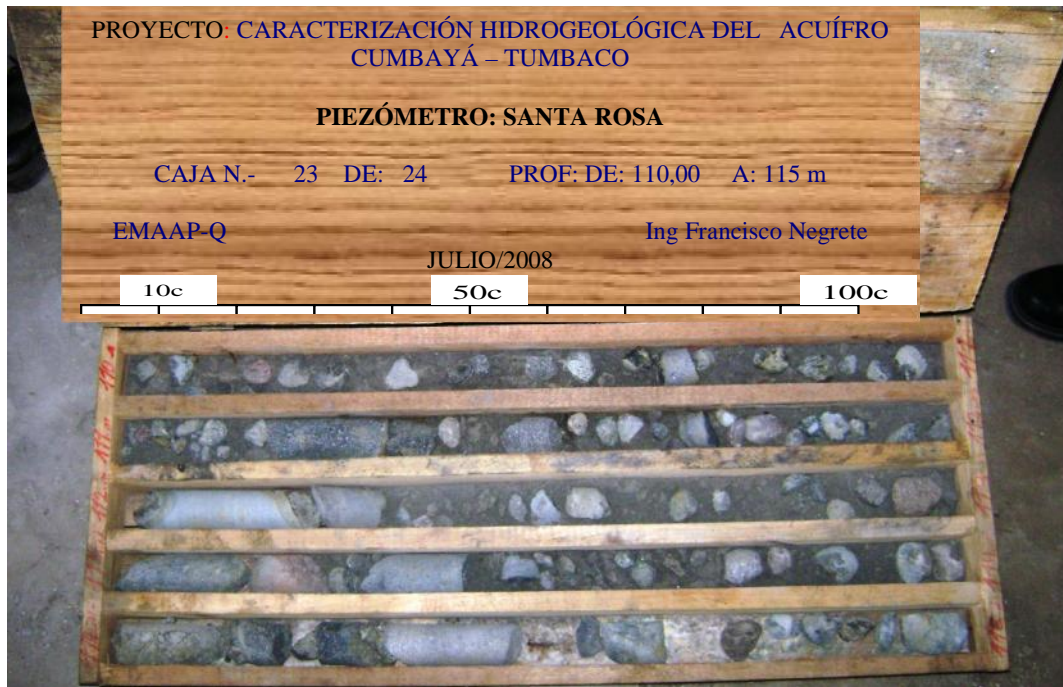 PROYECTO: CARACTERIZACIÓN HIDROGEOLÓGICA DEL ACUÍFRO
CUMBAYÁ – TUMBACO
PIEZÓMETRO: SANTA ROSA
CAJA N.- 23 DE: 24 PROF: DE: 110,00 A: 115 m
EMAAP-Q Ing Francisco Negrete
JULIO/2008
10c 50c 100c